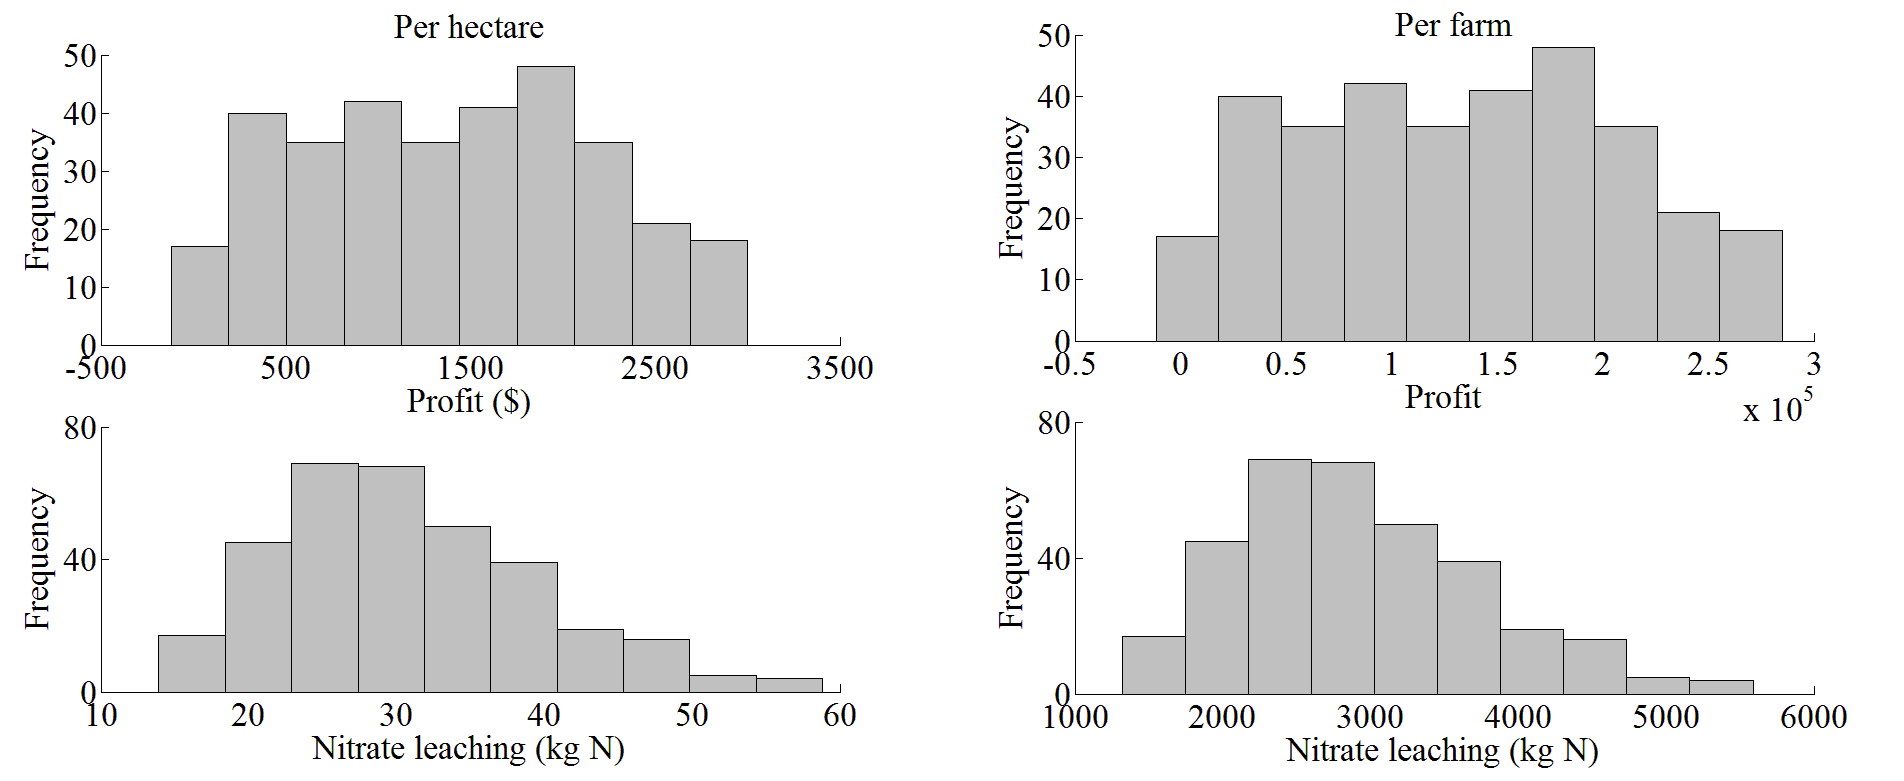 Per hectare
50
40
30
20
10
0
Frequency
-500 500 1500 2500 3500
Profit ($)
Per farm
50
40
30
20
10
0
Frequency
-0.5 0 0.5 1 1.5 2 2.5 3
Profit
x 10⁵
80
40
0
Frequency
10 20 30 40 50 60
Nitrate leaching (kg N)
80
40
0
Frequency
1000 2000 3000 4000 5000 6000
Nitrate leaching (kg N)